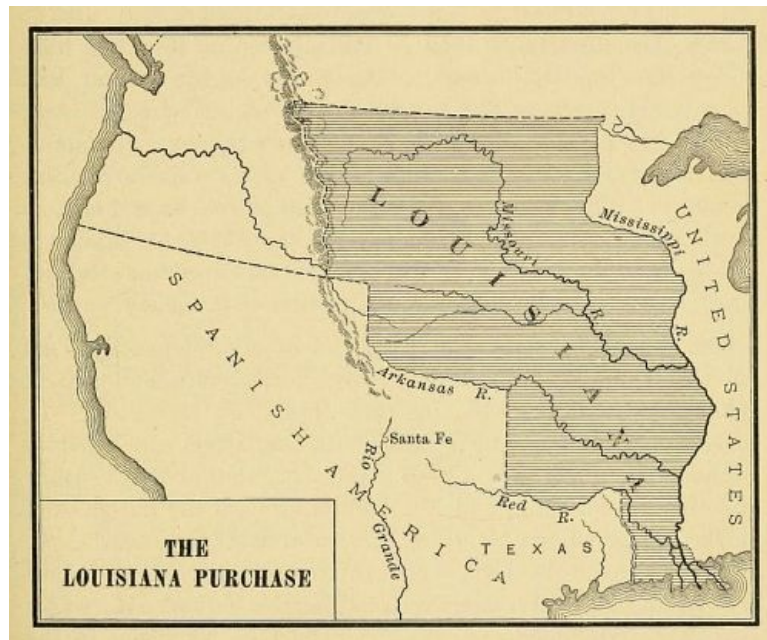 LOUISIANA
Missouri
R.
Mississippi
R.
UNITED STATES
SPANISH AMERICA
Arkansas R.
Santa Fe
Rio Grande
Red R.
TEXAS
THE
LOUISIANA PURCHASE